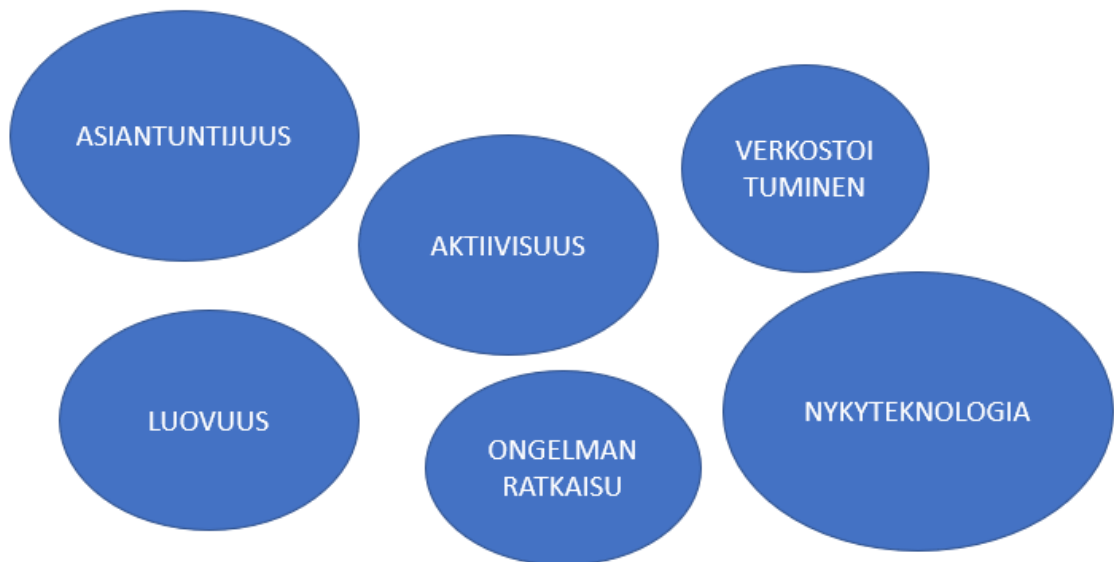 ASIANTUNTIJUUS
VERKOSTOI
TUMINEN
AKTIIVISUUS
LUOVUUS
NYKYTEKNOLOGIA
ONGELMAN
RATKAISU